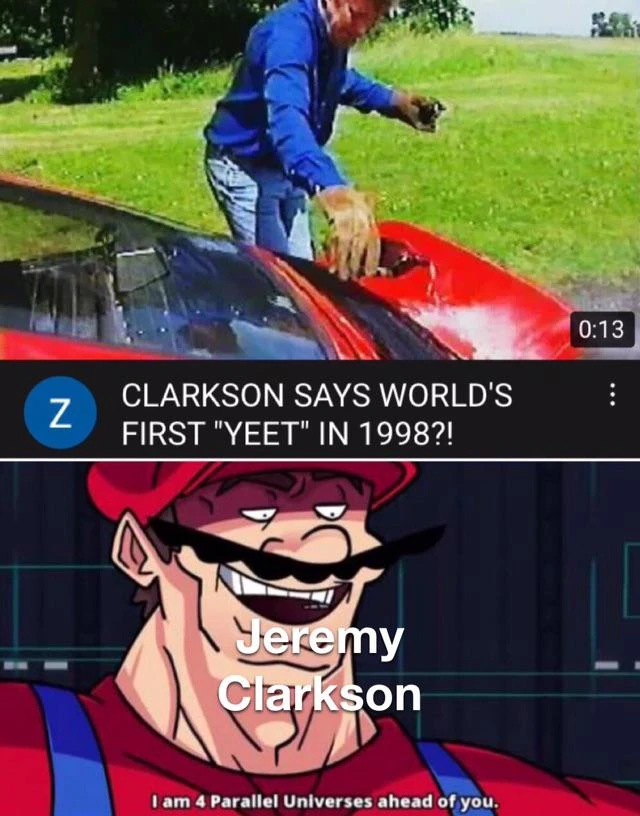 0:13
Z
CLARKSON SAYS WORLD'S
FIRST "YEET" IN 1998?!
Jeremy
Clarkson
I am 4 Parallel Universes ahead of you.